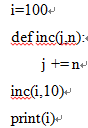 i=100
def inc(j,n):
j +=n
inc(i,10)
print(i)